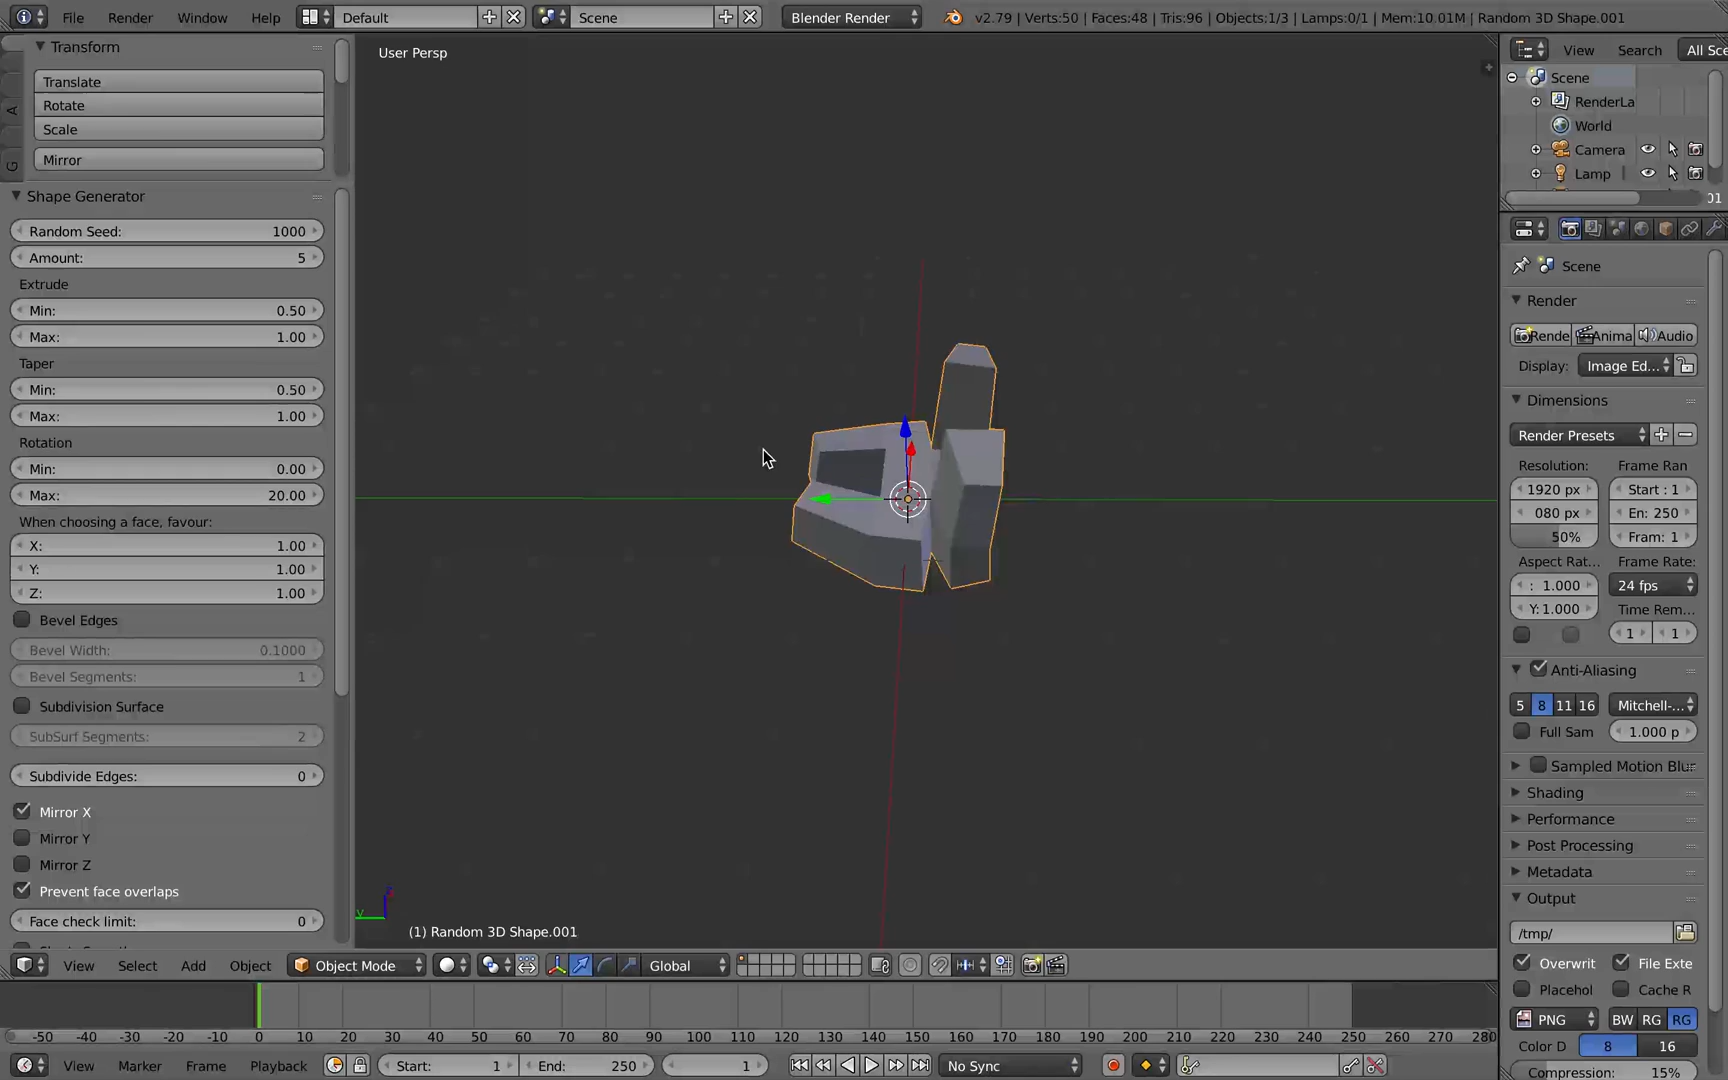 File Render Window Help Default Scene Blender Render v2.79 | Verts:50 | Faces:48 | Tris:96 | Objects:1/3 | Lamps:0/1 | Mem:10.01M | Random 3D Shape.001
Transform
Translate
Rotate
Scale
Mirror
A
G
Shape Generator
Random Seed: 1000
Amount: 5
Extrude
Min: 0.50
Max: 1.00
Taper
Min: 0.50
Max: 1.00
Rotation
Min: 0.00
Max: 20.00
When choosing a face, favour:
X: 1.00
Y: 1.00
Z: 1.00
Bevel Edges
Bevel Width: 0.1000
Bevel Segments: 1
Subdivision Surface
SubSurf Segments: 2
Subdivide Edges: 0
Mirror X
Mirror Y
Mirror Z
Prevent face overlaps
Face check limit: 0
User Persp
y z
(1) Random 3D Shape.001
View Select Add Object Object Mode Global
-50 -40 -30 -20 -10 0 10 20 30 40 50 60 70 80 90 100 110 120 130 140 150 160 170 180 190 200 210 220 230 240 250 260 270 280
View Marker Frame Playback Start: 1 End: 250 1 No Sync
View Search All Sce
Scene
RenderLa
World
Camera
Lamp
01
Scene
Render
Rende Anima Audio
Display: Image Ed...
Dimensions
Render Presets
Resolution: Frame Ran
1920 px Start : 1
080 px En: 250
50% Fram: 1
Aspect Rat... Frame Rate:
: 1.000 24 fps
Y: 1.000 Time Rem...
1 1
Anti-Aliasing
5 8 11 16 Mitchell-...
Full Sam 1.000 p
Sampled Motion Blur
Shading
Performance
Post Processing
Metadata
Output
/tmp/
Overwrit File Exte
Placehol Cache R
PNG BW RG RG
Color D 8 16
Compression: 15%